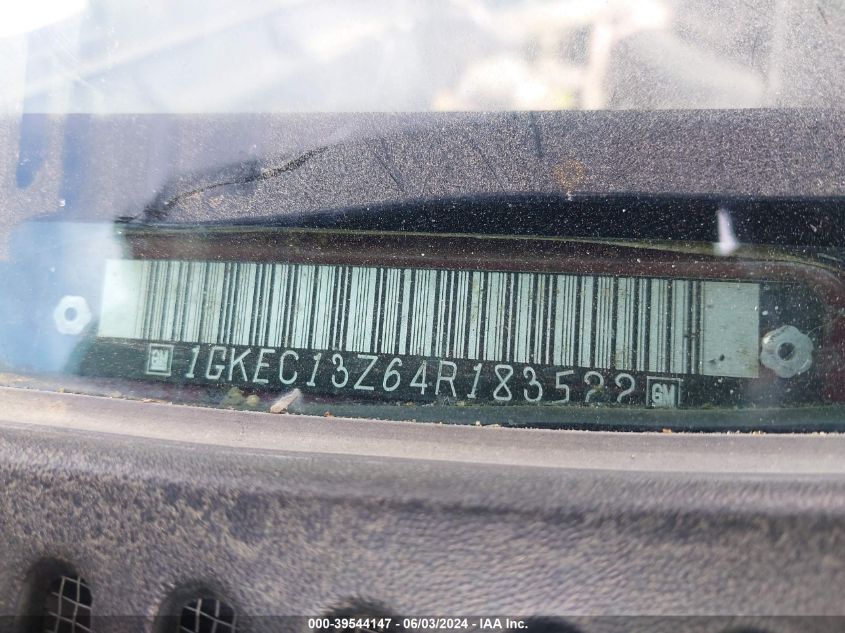 GM 1GKEC13Z64R183522 GM
000-39544147 - 06/03/2024 - IAA Inc.